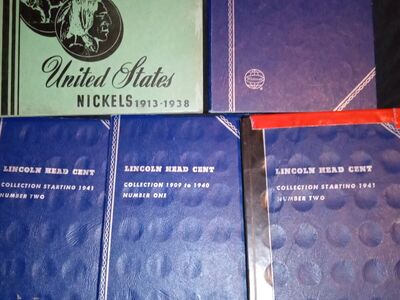 United States
NICKELS 1913-1938
LINCOLN HEAD CENT
COLLECTION STARTING 1941
NUMBER TWO
LINCOLN HEAD CENT
COLLECTION 1909 to 1940
NUMBER ONE
LINCOLN HEAD CENT
COLLECTION STARTING 1941
NUMBER TWO